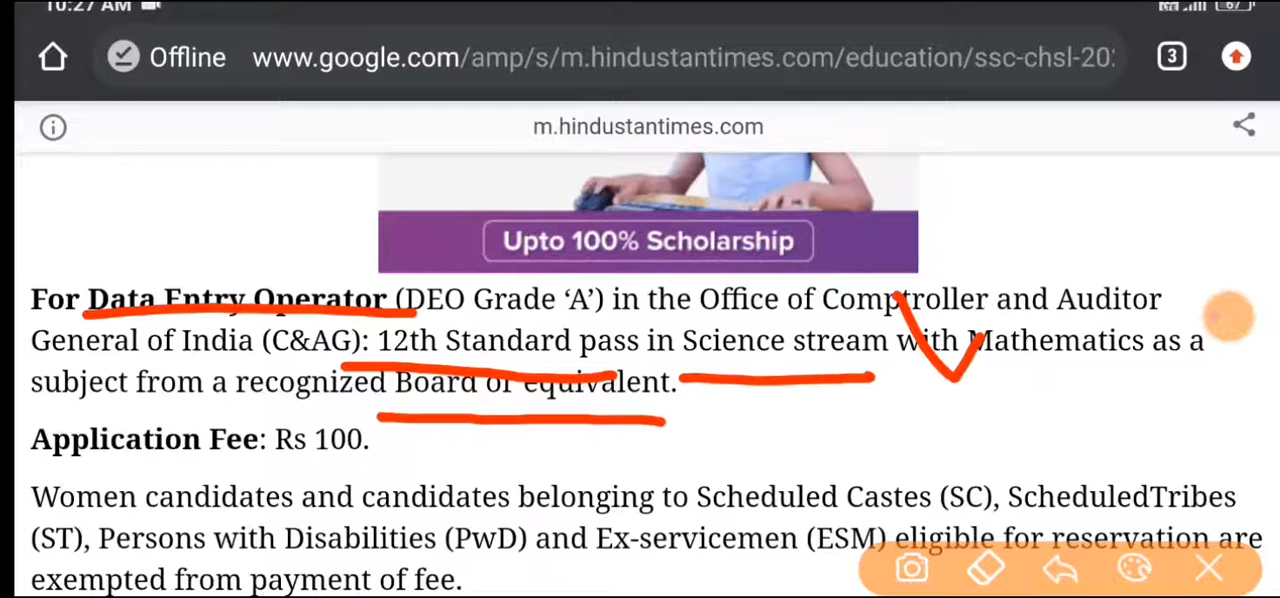 10:27 AM
67
Offline www.google.com/amp/s/m.hindustantimes.com/education/ssc-chsl-20
3
m.hindustantimes.com
Upto 100% Scholarship
For Data Entry Operator (DEO Grade ‘A’) in the Office of Comptroller and Auditor
General of India (C&AG): 12th Standard pass in Science stream with Mathematics as a
subject from a recognized Board or equivalent.
Application Fee: Rs 100.
Women candidates and candidates belonging to Scheduled Castes (SC), ScheduledTribes
(ST), Persons with Disabilities (PwD) and Ex-servicemen (ESM) eligible for reservation are
exempted from payment of fee.